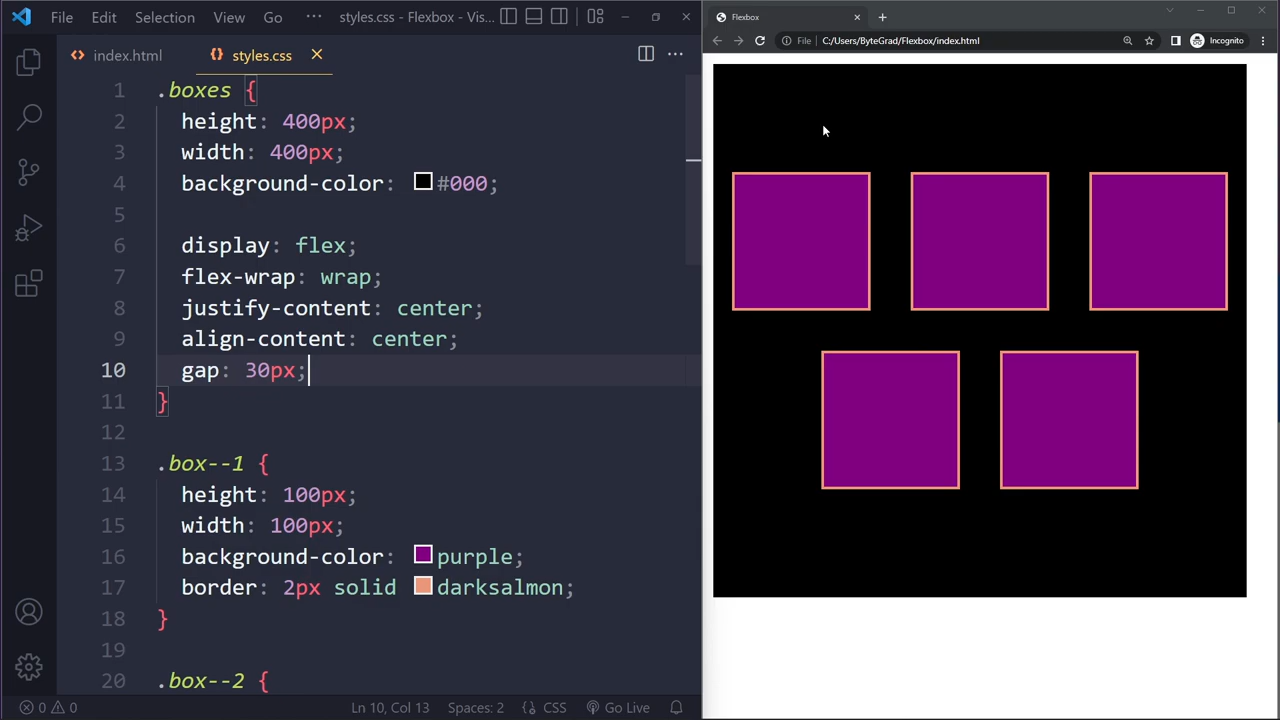 File Edit Selection View Go ··· styles.css - Flexbox - Vis...
Flexbox
File C:/Users/ByteGrad/Flexbox/index.html Incognito
index.html styles.css
1 .boxes {
2 height: 400px;
3 width: 400px;
4 background-color: #000;
5
6 display: flex;
7 flex-wrap: wrap;
8 justify-content: center;
9 align-content: center;
10 gap: 30px;
11 }
12
13 .box--1 {
14 height: 100px;
15 width: 100px;
16 background-color: purple;
17 border: 2px solid darksalmon;
18 }
19
20 .box--2 {
0 0 Ln 10, Col 13 Spaces: 2 {} CSS Go Live